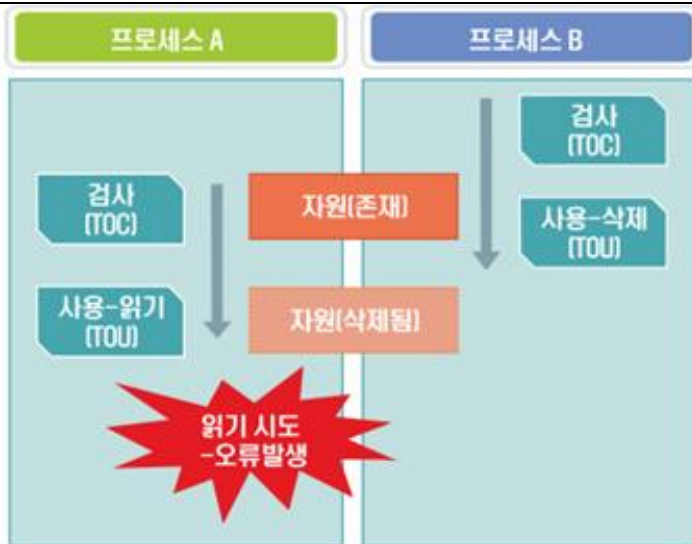 프로세스 A
프로세스 B
검사
(TOC)
사용-삭제
(TOU)
검사
(TOC)
사용-읽기
(TOU)
자원(존재)
자원(삭제됨)
읽기 시도
-오류발생